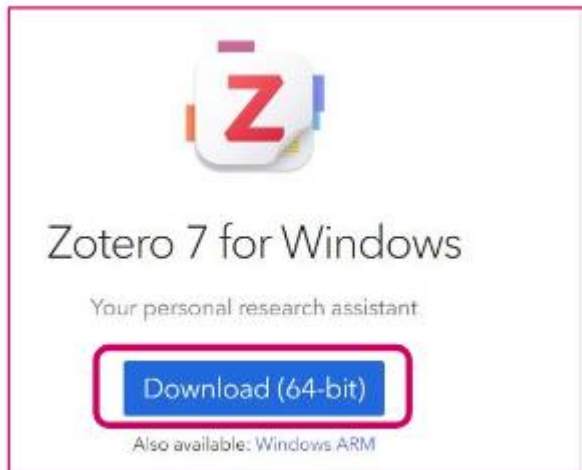 Z
Zotero 7 for Windows
Your personal research assistant
Download (64-bit)
Also available: Windows ARM